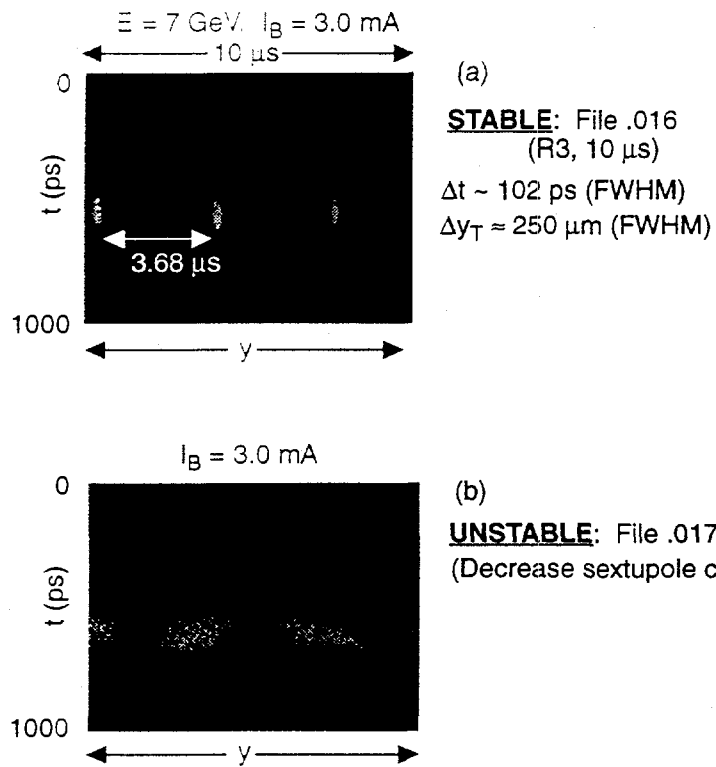 Ξ = 7 GeV. I_B = 3.0 mA
10 µs
(a)
0
STABLE: File .016
(R3, 10 µs)
t (ps)
Δt ~ 102 ps (FWHM)
Δy_T ≈ 250 µm (FWHM)
3.68 µs
1000
y
I_B = 3.0 mA
0
(b)
UNSTABLE: File .017
(Decrease sextupole c
t (ps)
1000
y